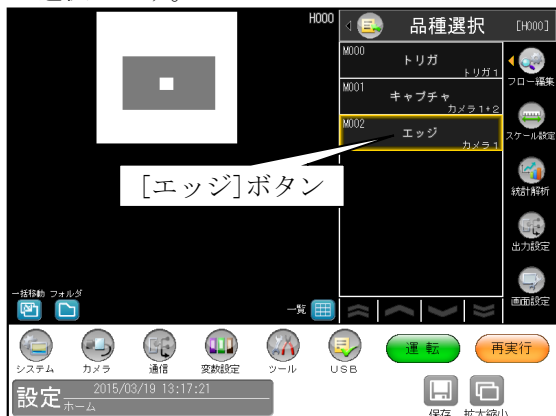 H000
品種選択
[H000]
M000
トリガ
トリガ1
M001
キャプチャ
カメラ1+2
M002
エッジ
カメラ1
[エッジ]ボタン
フロー編集
スケール設定
統計解析
出力設定
画面設定
一括移動 フォルダ
一覧
システム
カメラ
通信
変数設定
ツール
USB
運転
再実行
設定
2015/03/19 13:17:21
ホーム
保存
拡大縮小